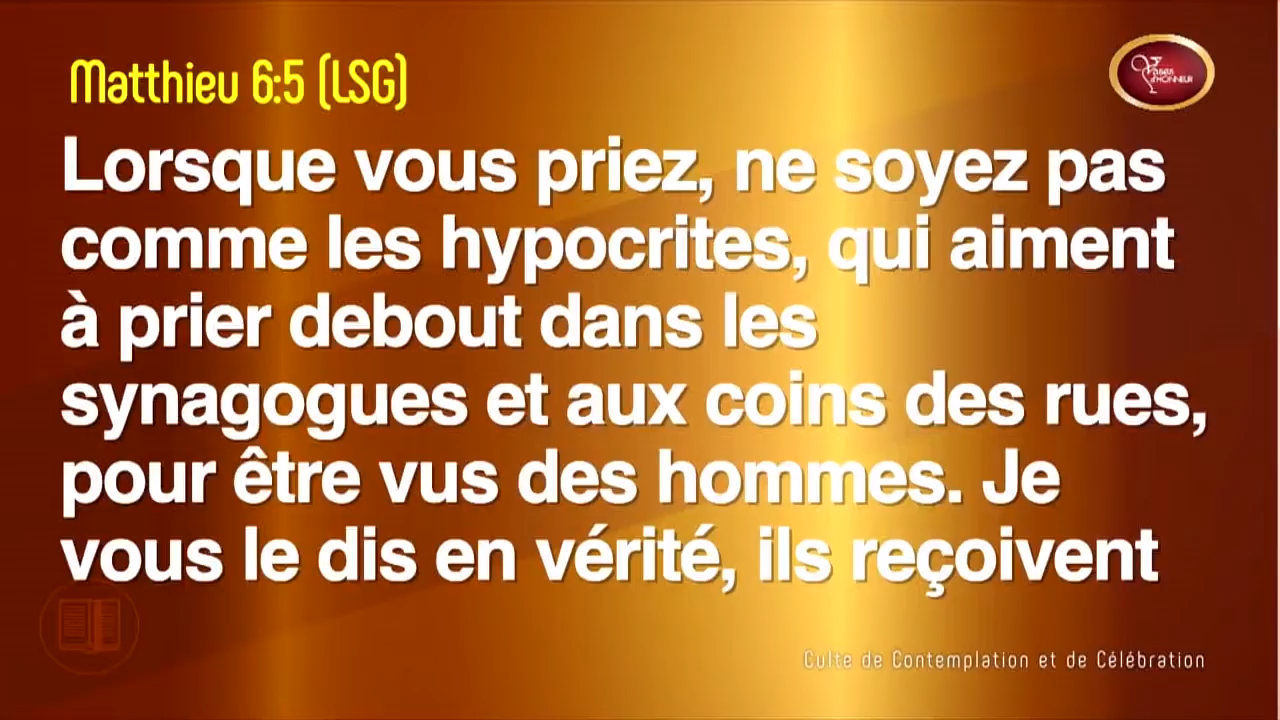 Matthieu 6:5 (LSG)
Vases
d'HONNEUR
Lorsque vous priez, ne soyez pas
comme les hypocrites, qui aiment
à prier debout dans les
synagogues et aux coins des rues,
pour être vus des hommes. Je
vous le dis en vérité, ils reçoivent
Culte de Contemplation et de Célébration